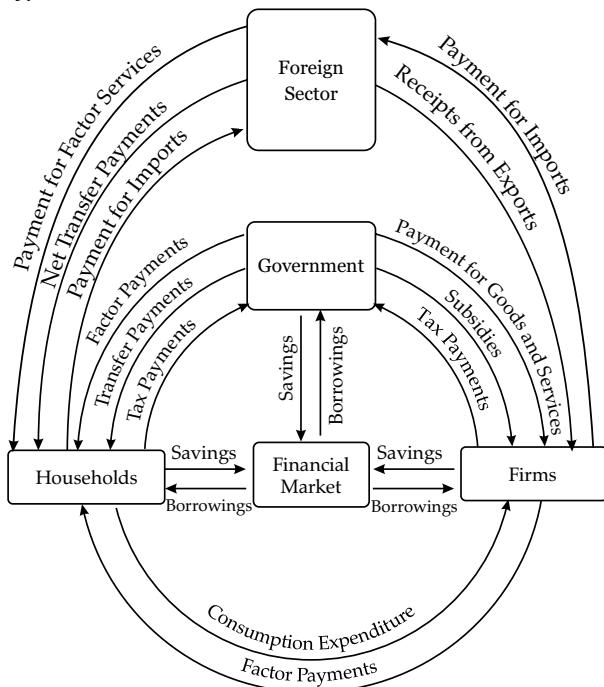 Foreign
Sector
Payment for Factor Services
Net Transfer Payments
Payment for Imports
Receipts from Exports
Payment for Imports
Government
Factor Payments
Transfer Payments
Tax Payments
Savings
Borrowings
Payment for Goods and Services
Subsidies
Tax Payments
Households
Savings
Borrowings
Financial
Market
Savings
Borrowings
Firms
Consumption Expenditure
Factor Payments